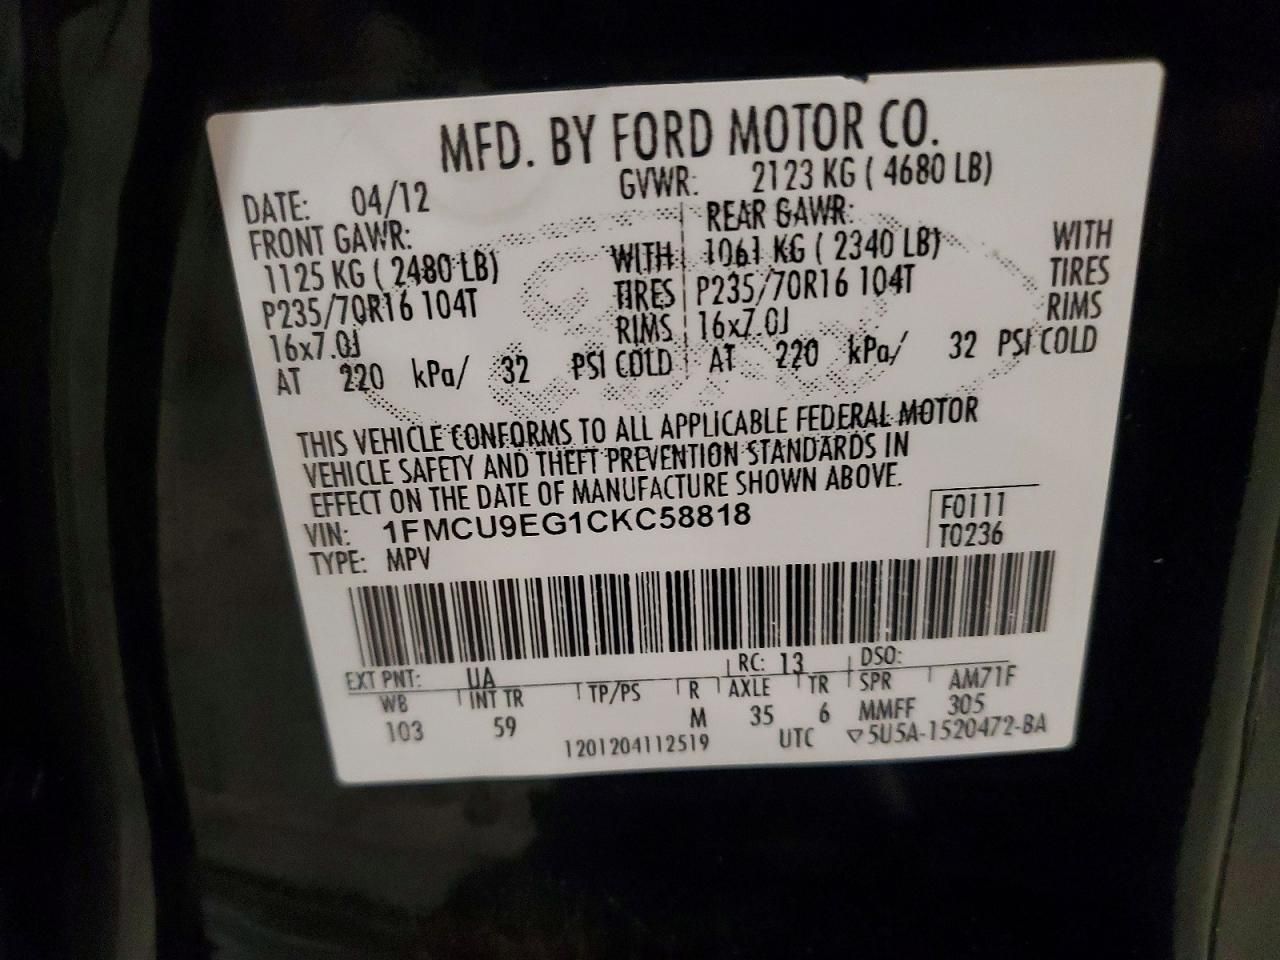 MFD. BY FORD MOTOR CO.
DATE: 04/12 GVWR: 2123 KG ( 4680 LB)
FRONT GAWR: REAR GAWR:
1125 KG ( 2480 LB) WITH 1061 KG ( 2340 LB) WITH
P235/70R16 104T TIRES P235/70R16 104T TIRES
16x7.0J RIMS 16x7.0J RIMS
AT 220 kPa/ 32 PSI COLD AT 220 kPa/ 32 PSI COLD
THIS VEHICLE CONFORMS TO ALL APPLICABLE FEDERAL MOTOR
VEHICLE SAFETY AND THEFT PREVENTION STANDARDS IN
EFFECT ON THE DATE OF MANUFACTURE SHOWN ABOVE.
VIN: 1FMCU9EG1CKC58818 F0111
TYPE: MPV T0236
EXT PNT: UA RC: 13 DSO:
WB INT TR TP/PS R AXLE TR SPR AM71F
103 59 M 35 6 MMFF 305
1201204112519 UTC ▽5U5A-1520472-BA